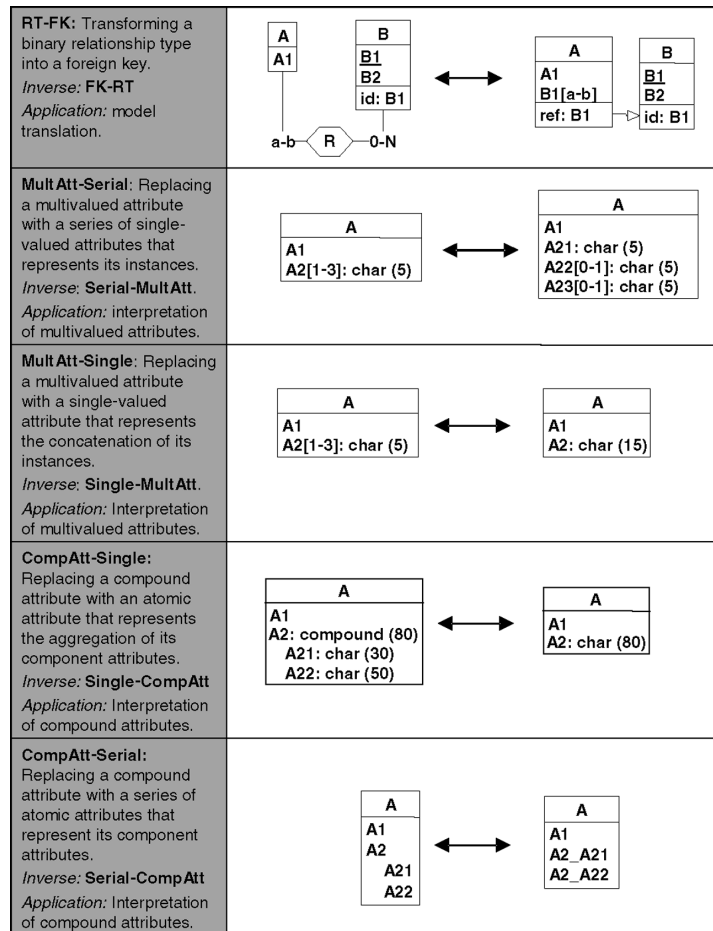 RT-FK: Transforming a
binary relationship type
into a foreign key.
Inverse: FK-RT
Application: model
translation.
A
A1
B
B1
B2
id: B1
a-b
R
0-N
A
A1
B1[a-b]
ref: B1
B
B1
B2
id: B1
MultAtt-Serial: Replacing
a multivalued attribute
with a series of single-
valued attributes that
represents its instances.
Inverse: Serial-MultAtt.
Application: interpretation
of multivalued attributes.
A
A1
A2[1-3]: char (5)
A
A1
A21: char (5)
A22[0-1]: char (5)
A23[0-1]: char (5)
MultAtt-Single: Replacing
a multivalued attribute
with a single-valued
attribute that represents
the concatenation of its
instances.
Inverse: Single-MultAtt.
Application: Interpretation
of multivalued attributes.
A
A1
A2[1-3]: char (5)
A
A1
A2: char (15)
CompAtt-Single:
Replacing a compound
attribute with an atomic
attribute that represents
the aggregation of its
component attributes.
Inverse: Single-CompAtt
Application: Interpretation
of compound attributes.
A
A1
A2: compound (80)
A21: char (30)
A22: char (50)
A
A1
A2: char (80)
CompAtt-Serial:
Replacing a compound
attribute with a series of
atomic attributes that
represent its component
attributes.
Inverse: Serial-CompAtt
Application: Interpretation
of compound attributes.
A
A1
A2
A21
A22
A
A1
A2_A21
A2_A22